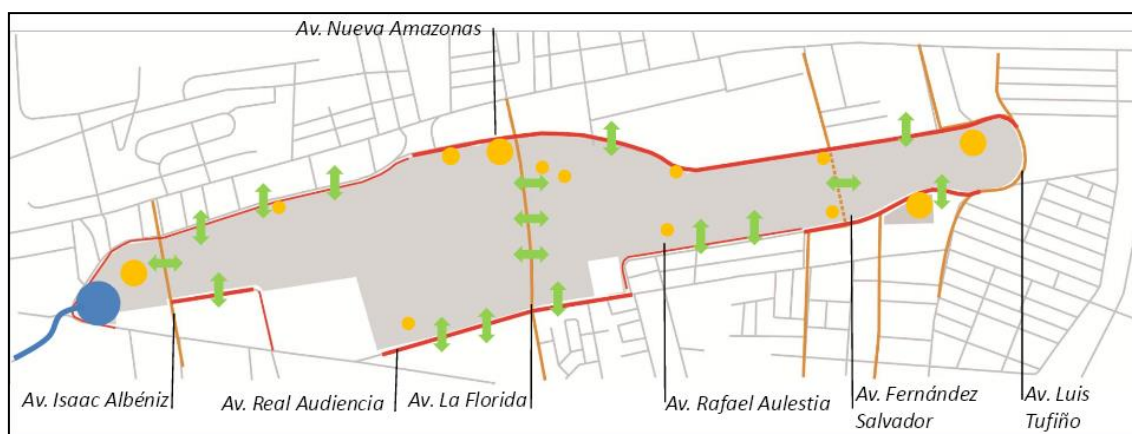 Av. Nueva Amazonas
Av. Isaac Albéniz
Av. Real Audiencia
Av. La Florida
Av. Rafael Aulestia
Av. Fernández
Salvador
Av. Luis
Tufiño